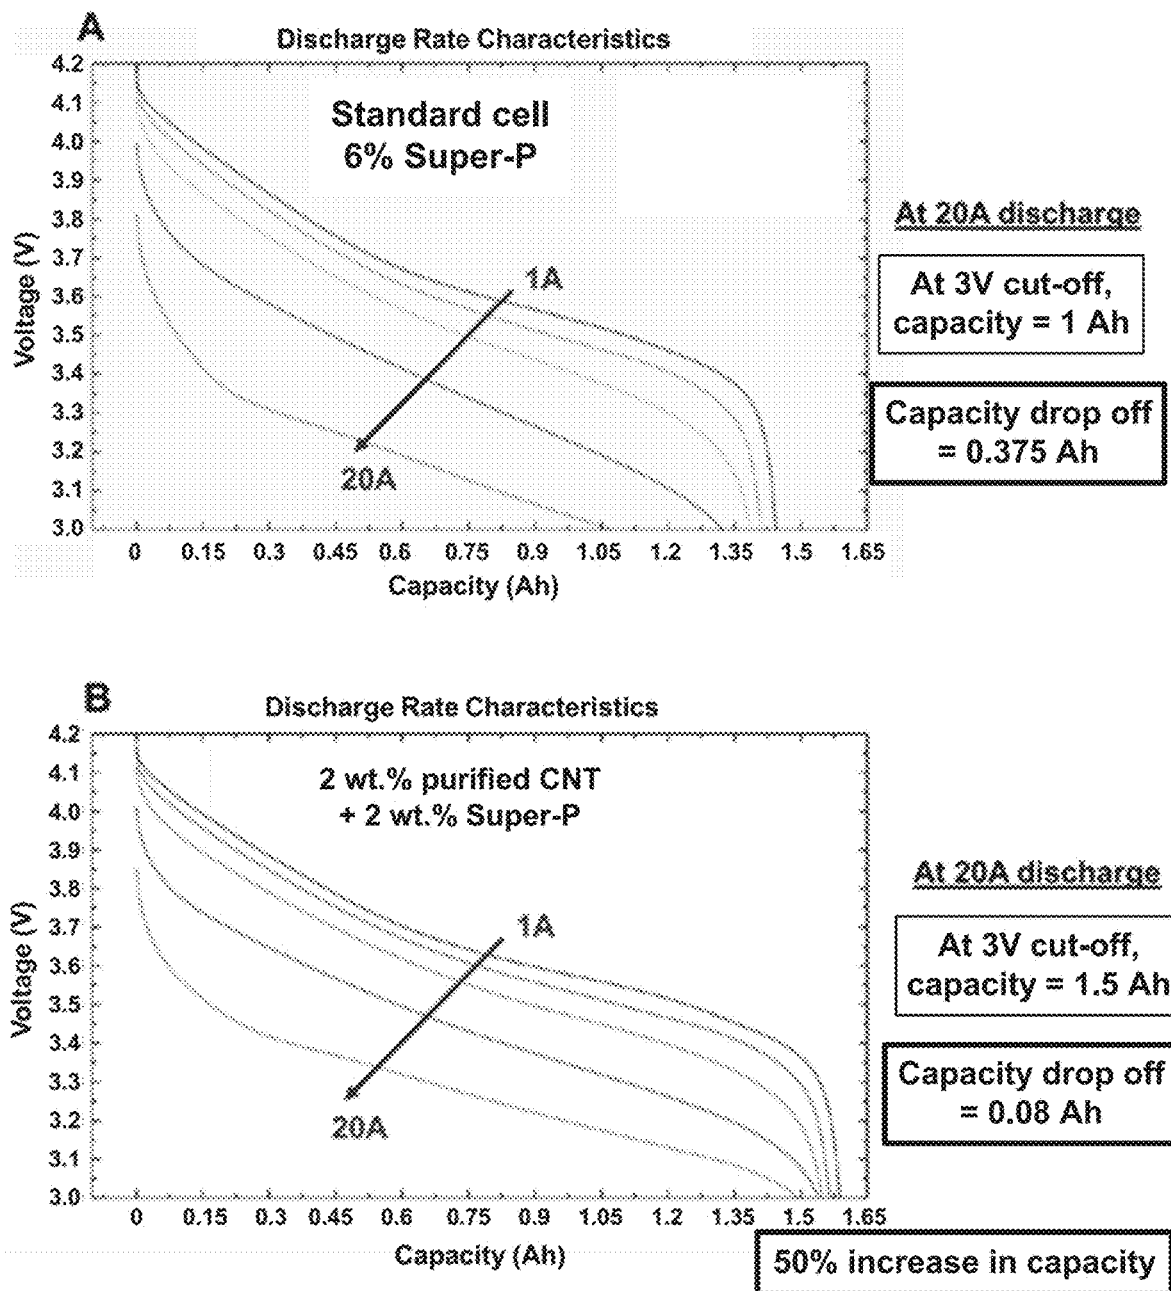 A
Discharge Rate Characteristics
4.2
4.1
4.0
3.9
3.8
3.7
3.6
3.5
3.4
3.3
3.2
3.1
3.0
Voltage (V)
Standard cell
6% Super-P
1A
20A
0 0.15 0.3 0.45 0.6 0.75 0.9 1.05 1.2 1.35 1.5 1.65
Capacity (Ah)
At 20A discharge
At 3V cut-off,
capacity = 1 Ah
Capacity drop off
= 0.375 Ah
B
Discharge Rate Characteristics
4.2
4.1
4.0
3.9
3.8
3.7
3.6
3.5
3.4
3.3
3.2
3.1
3.0
Voltage (V)
2 wt.% purified CNT
+ 2 wt.% Super-P
1A
20A
0 0.15 0.3 0.45 0.6 0.75 0.9 1.05 1.2 1.35 1.5 1.65
Capacity (Ah)
At 20A discharge
At 3V cut-off,
capacity = 1.5 Ah
Capacity drop off
= 0.08 Ah
50% increase in capacity